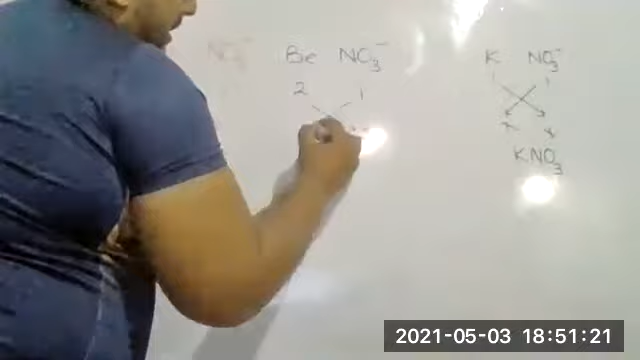 NO₃⁻ Be NO₃⁻ K NO₃⁻
2 1 1 1
KNO₃
2021-05-03 18:51:21